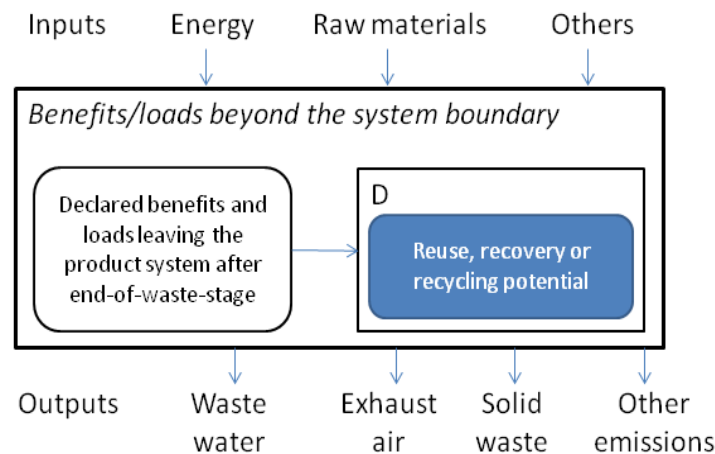 Inputs Energy Raw materials Others
Benefits/loads beyond the system boundary
Declared benefits and
loads leaving the
product system after
end-of-waste-stage
D
Reuse, recovery or
recycling potential
Outputs Waste Exhaust Solid Other
water air waste emissions